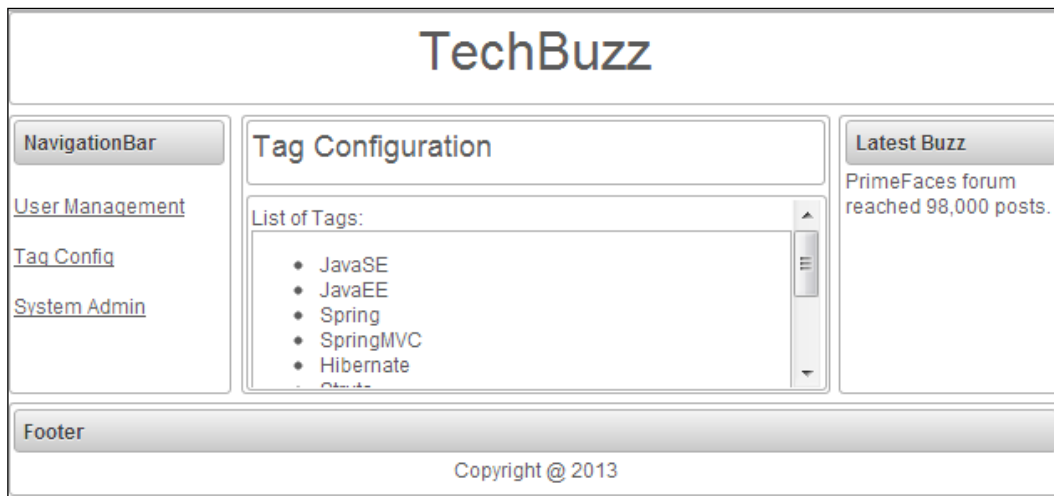 TechBuzz
NavigationBar
User Management
Tag Config
System Admin
Tag Configuration
List of Tags:
JavaSE
JavaEE
Spring
SpringMVC
Hibernate
Latest Buzz
PrimeFaces forum
reached 98,000 posts.
Footer
Copyright @ 2013